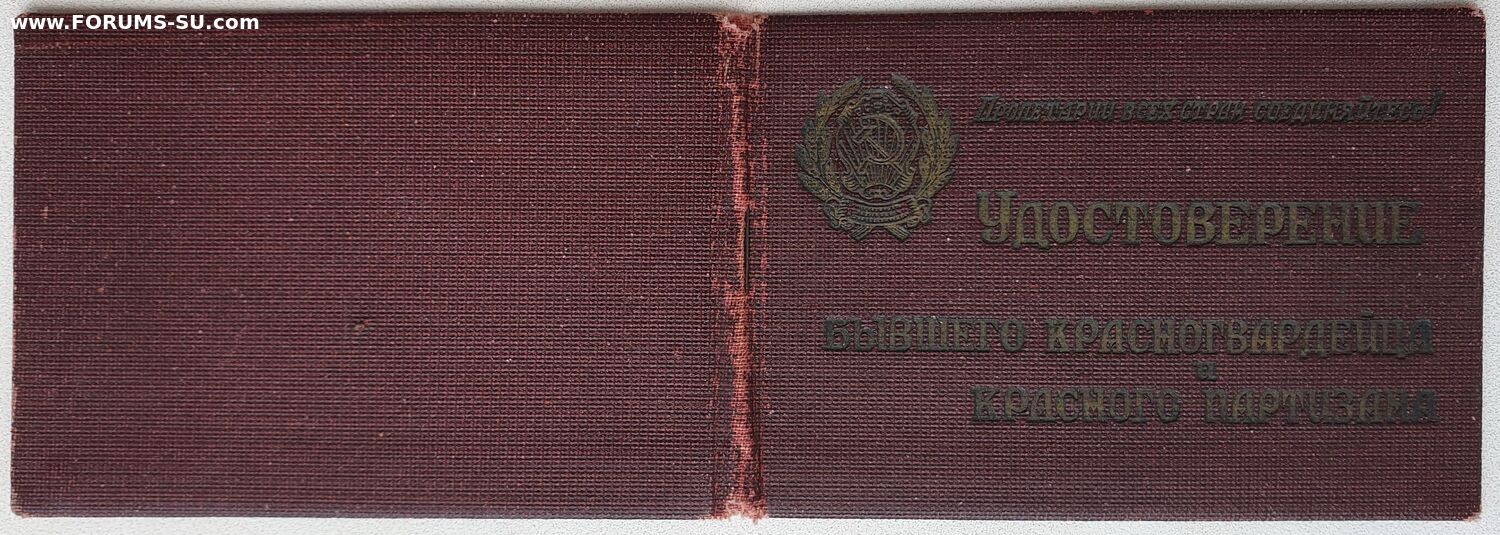 www.FORUMS-SU.com
Пролетарии всех стран соединяйтесь!
Удостоверение
бывшего красногвардейца
и
красного партизана